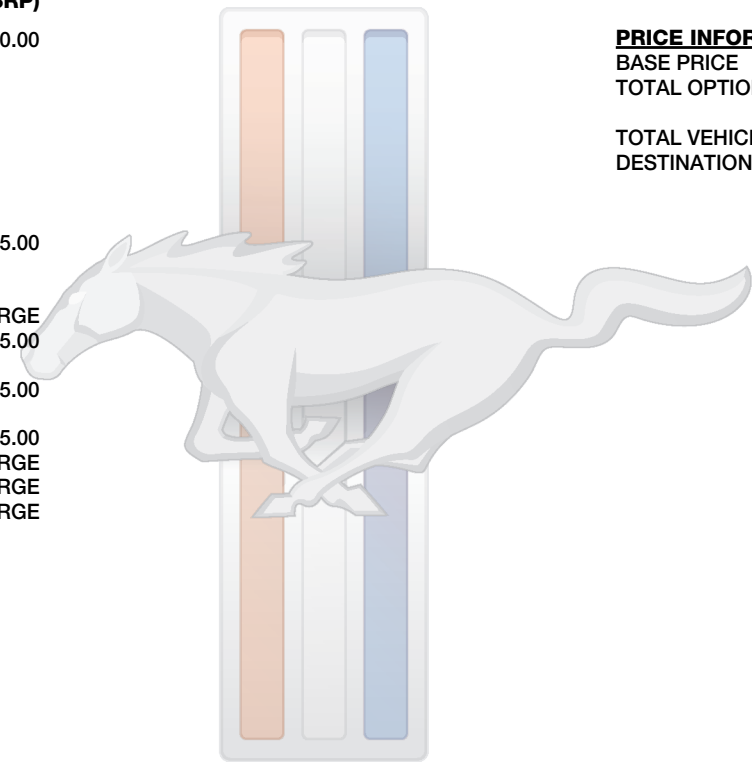 SRP)
0.00
5.00
RGE
5.00
5.00
5.00
RGE
RGE
RGE
PRICE INFOR
BASE PRICE
TOTAL OPTIO
TOTAL VEHICL
DESTINATION